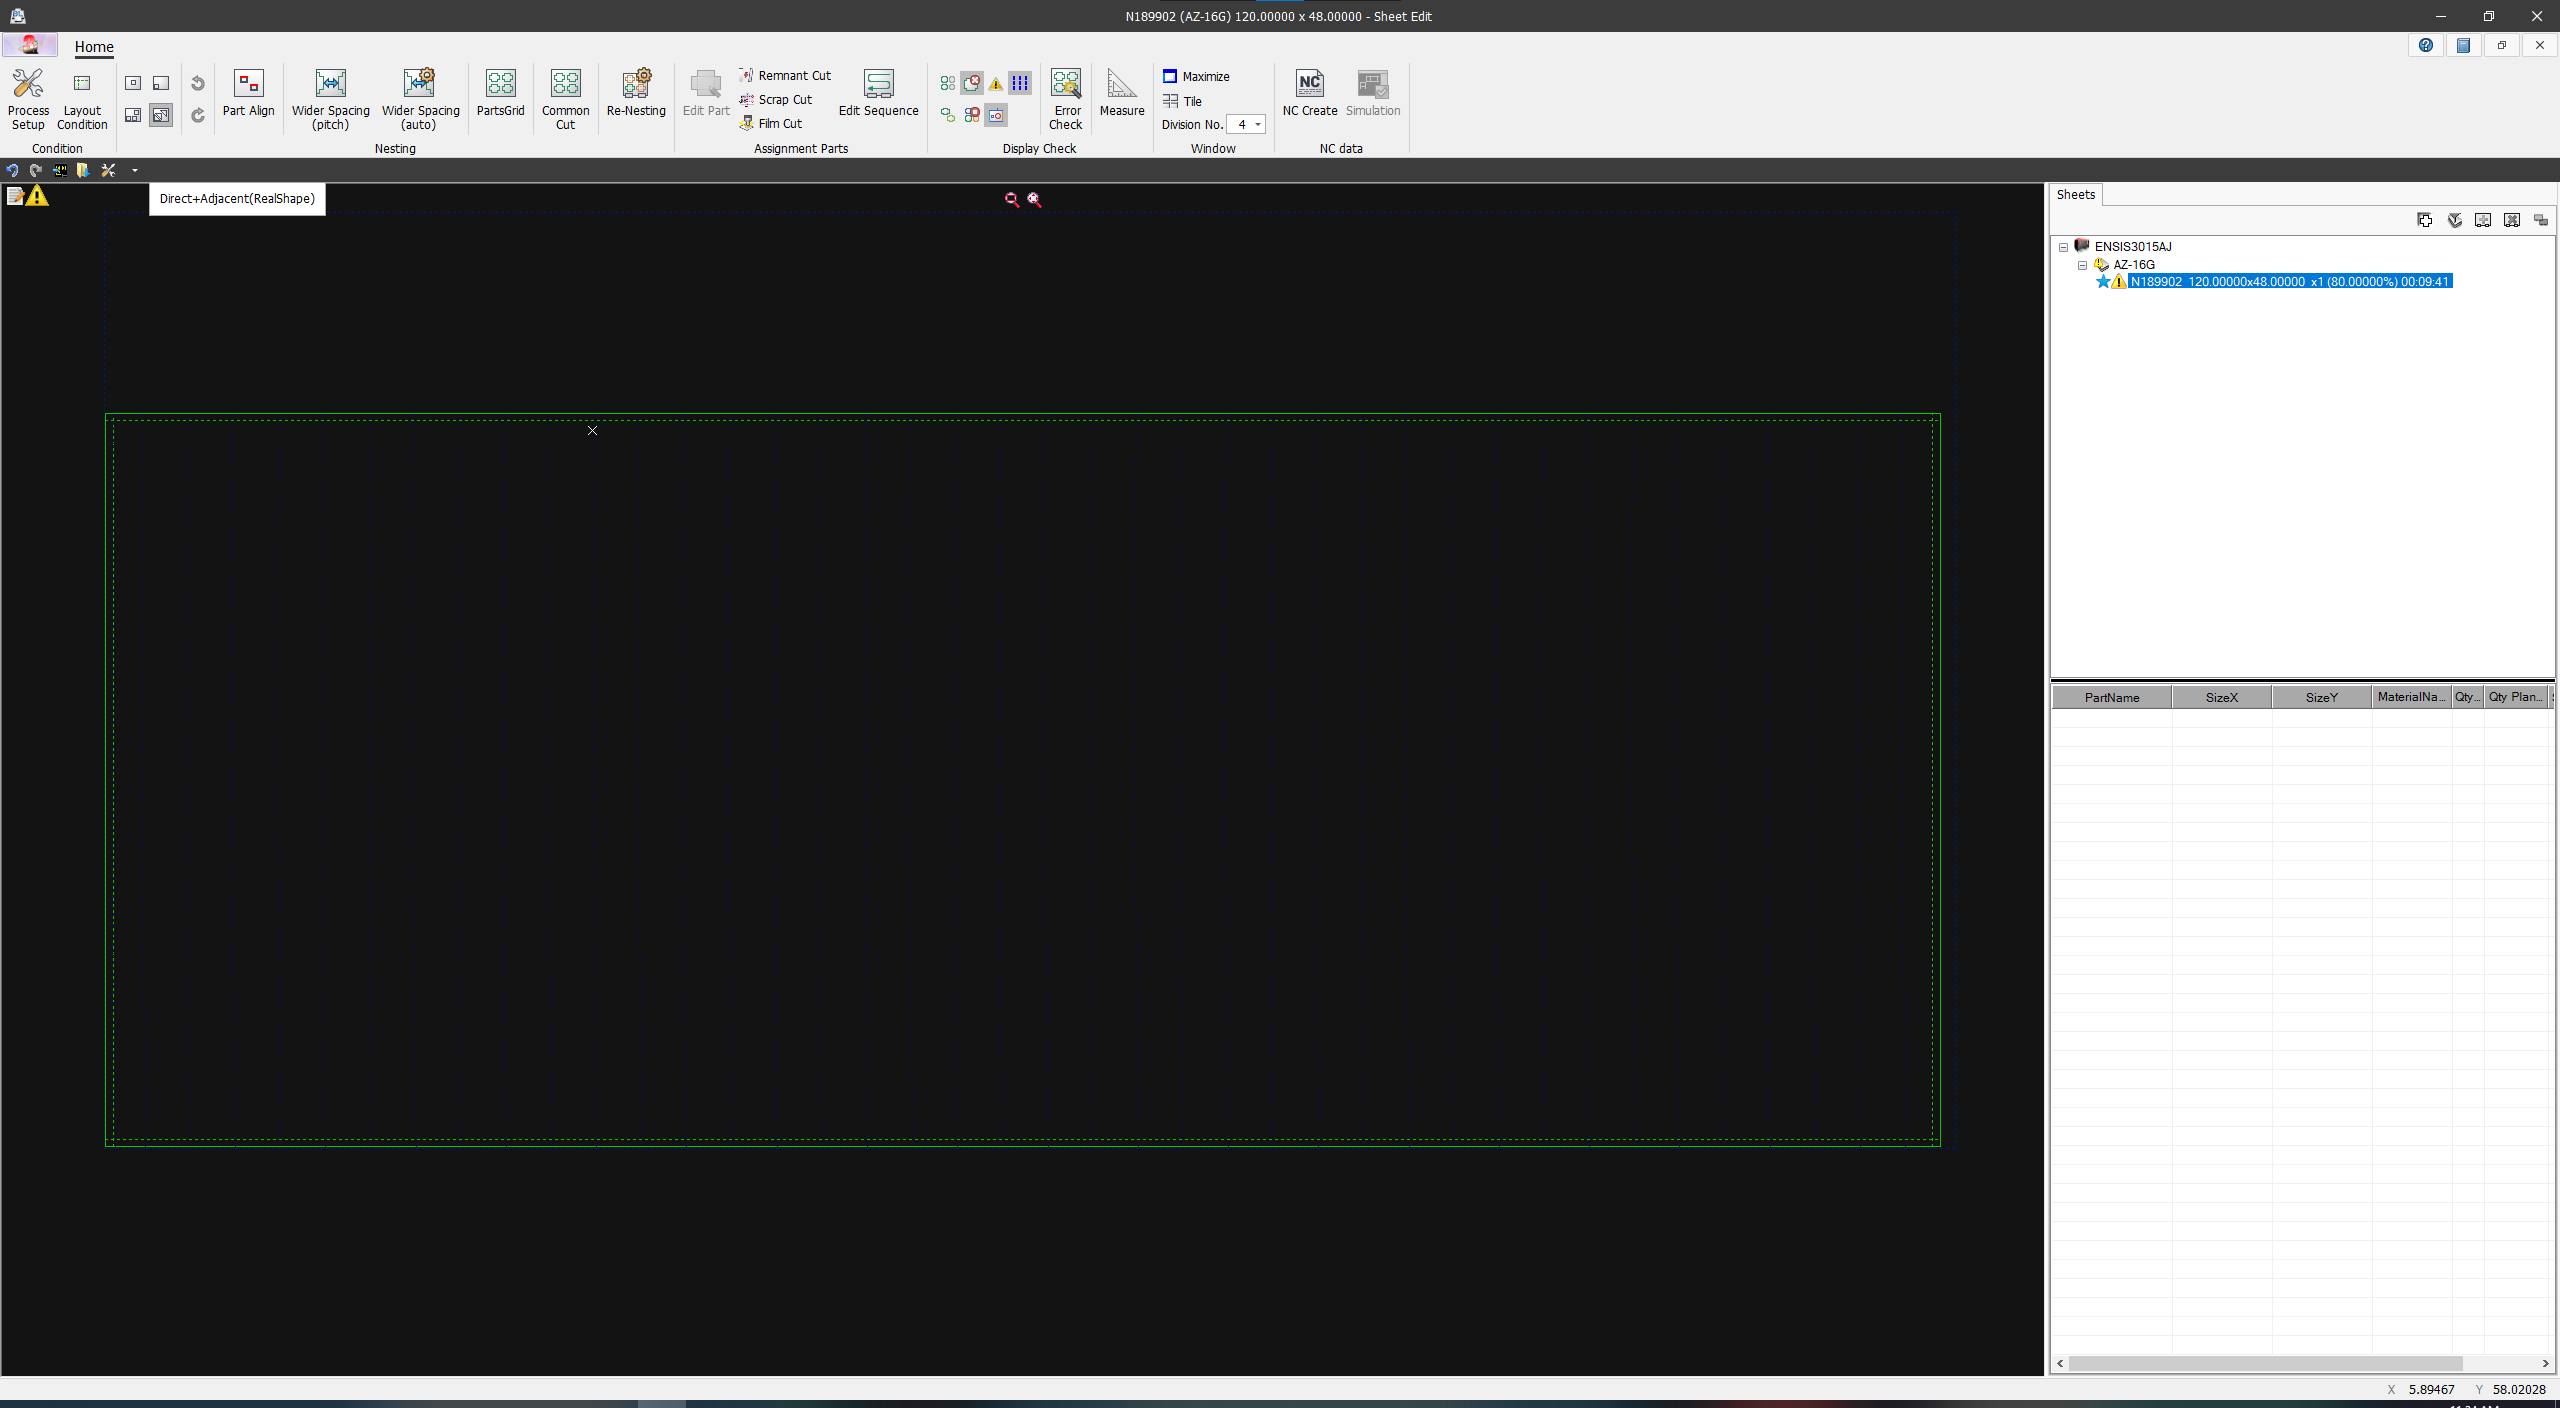 N189902 (AZ-16G) 120.00000 x 48.00000 - Sheet Edit
Home
Process Setup
Layout Condition
Condition
Part Align
Wider Spacing (pitch)
Wider Spacing (auto)
PartsGrid
Common Cut
Re-Nesting
Nesting
Edit Part
Remnant Cut
Scrap Cut
Film Cut
Edit Sequence
Assignment Parts
Error Check
Measure
Display Check
Maximize
Tile
Division No. 4
Window
NC Create
Simulation
NC data
Direct+Adjacent(RealShape)
Sheets
ENSIS3015AJ
AZ-16G
N189902 120.00000x48.00000 x1 (80.00000%) 00:09:41
PartName SizeX SizeY MaterialNa... Qty... Qty Plan...
X 5.89467 Y 58.02028